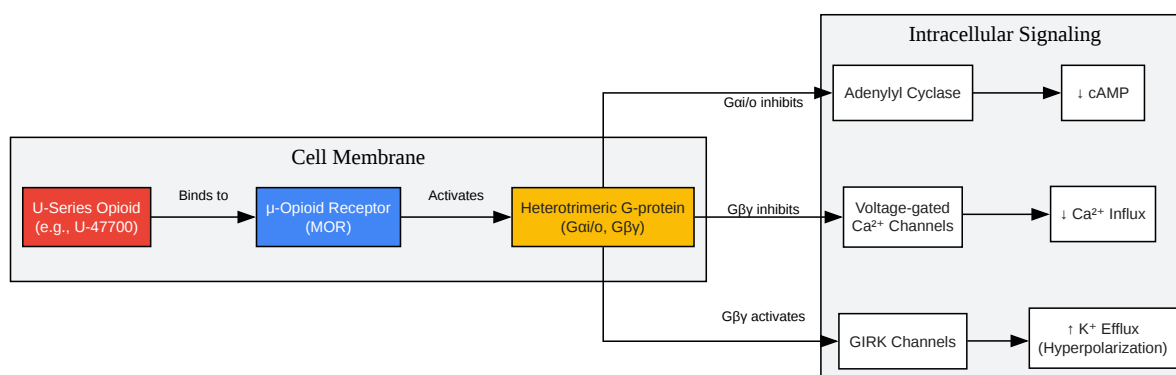 Intracellular Signaling
Gαi/o inhibits
Adenylyl Cyclase
↓ cAMP
Cell Membrane
U-Series Opioid
(e.g., U-47700)
Binds to
μ-Opioid Receptor
(MOR)
Activates
Heterotrimeric G-protein
(Gαi/o, Gβγ)
Gβγ inhibits
Voltage-gated
Ca²⁺ Channels
↓ Ca²⁺ Influx
Gβγ activates
GIRK Channels
↑ K⁺ Efflux
(Hyperpolarization)